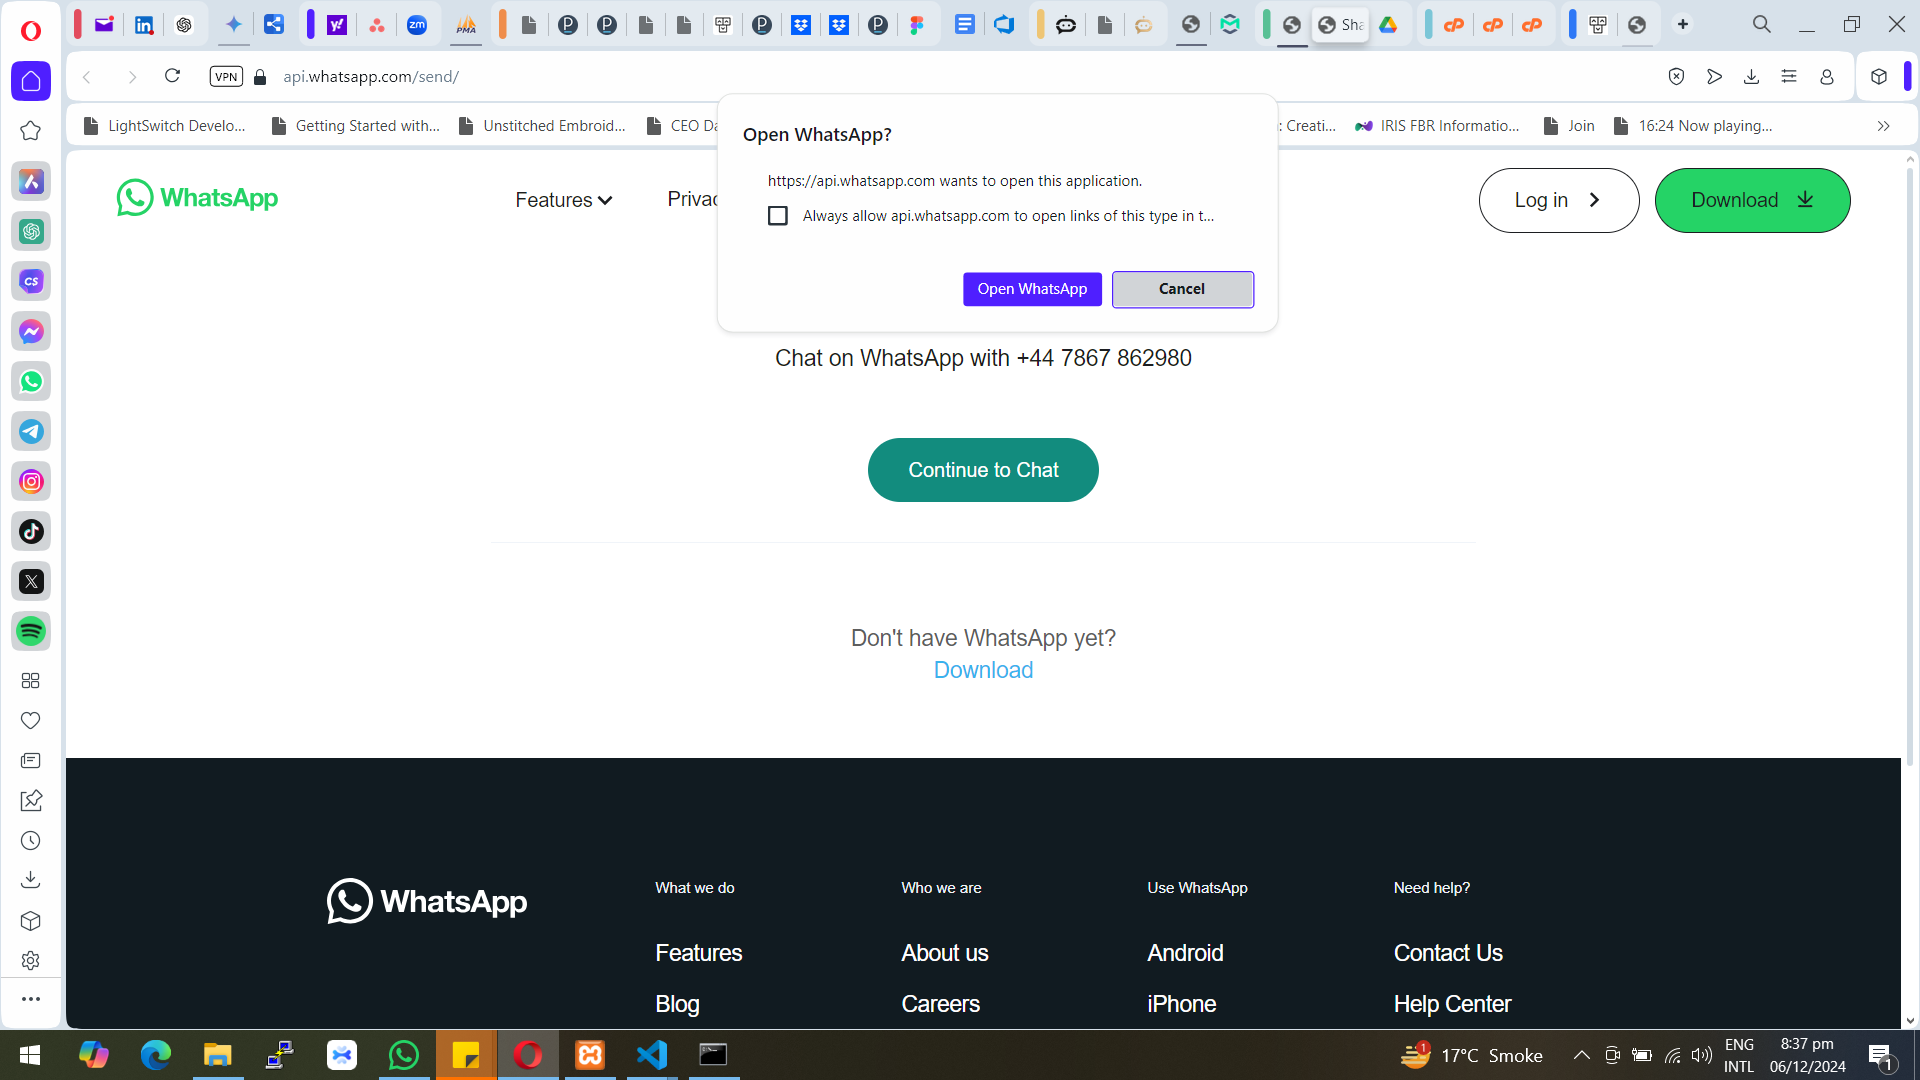 zm
PMA
Sha
VPN
api.whatsapp.com/send/
LightSwitch Develo...
Getting Started with...
Unstitched Embroid...
CEO Da
: Creati...
IRIS FBR Informatio...
Join
16:24 Now playing...
Open WhatsApp?
https://api.whatsapp.com wants to open this application.
Always allow api.whatsapp.com to open links of this type in t...
Open WhatsApp
Cancel
WhatsApp
Features
Privac
Log in
Download
Chat on WhatsApp with +44 7867 862980
Continue to Chat
Don't have WhatsApp yet?
Download
WhatsApp
What we do
Who we are
Use WhatsApp
Need help?
Features
About us
Android
Contact Us
Blog
Careers
iPhone
Help Center
CS
1
17°C Smoke
ENG
INTL
8:37 pm
06/12/2024
1